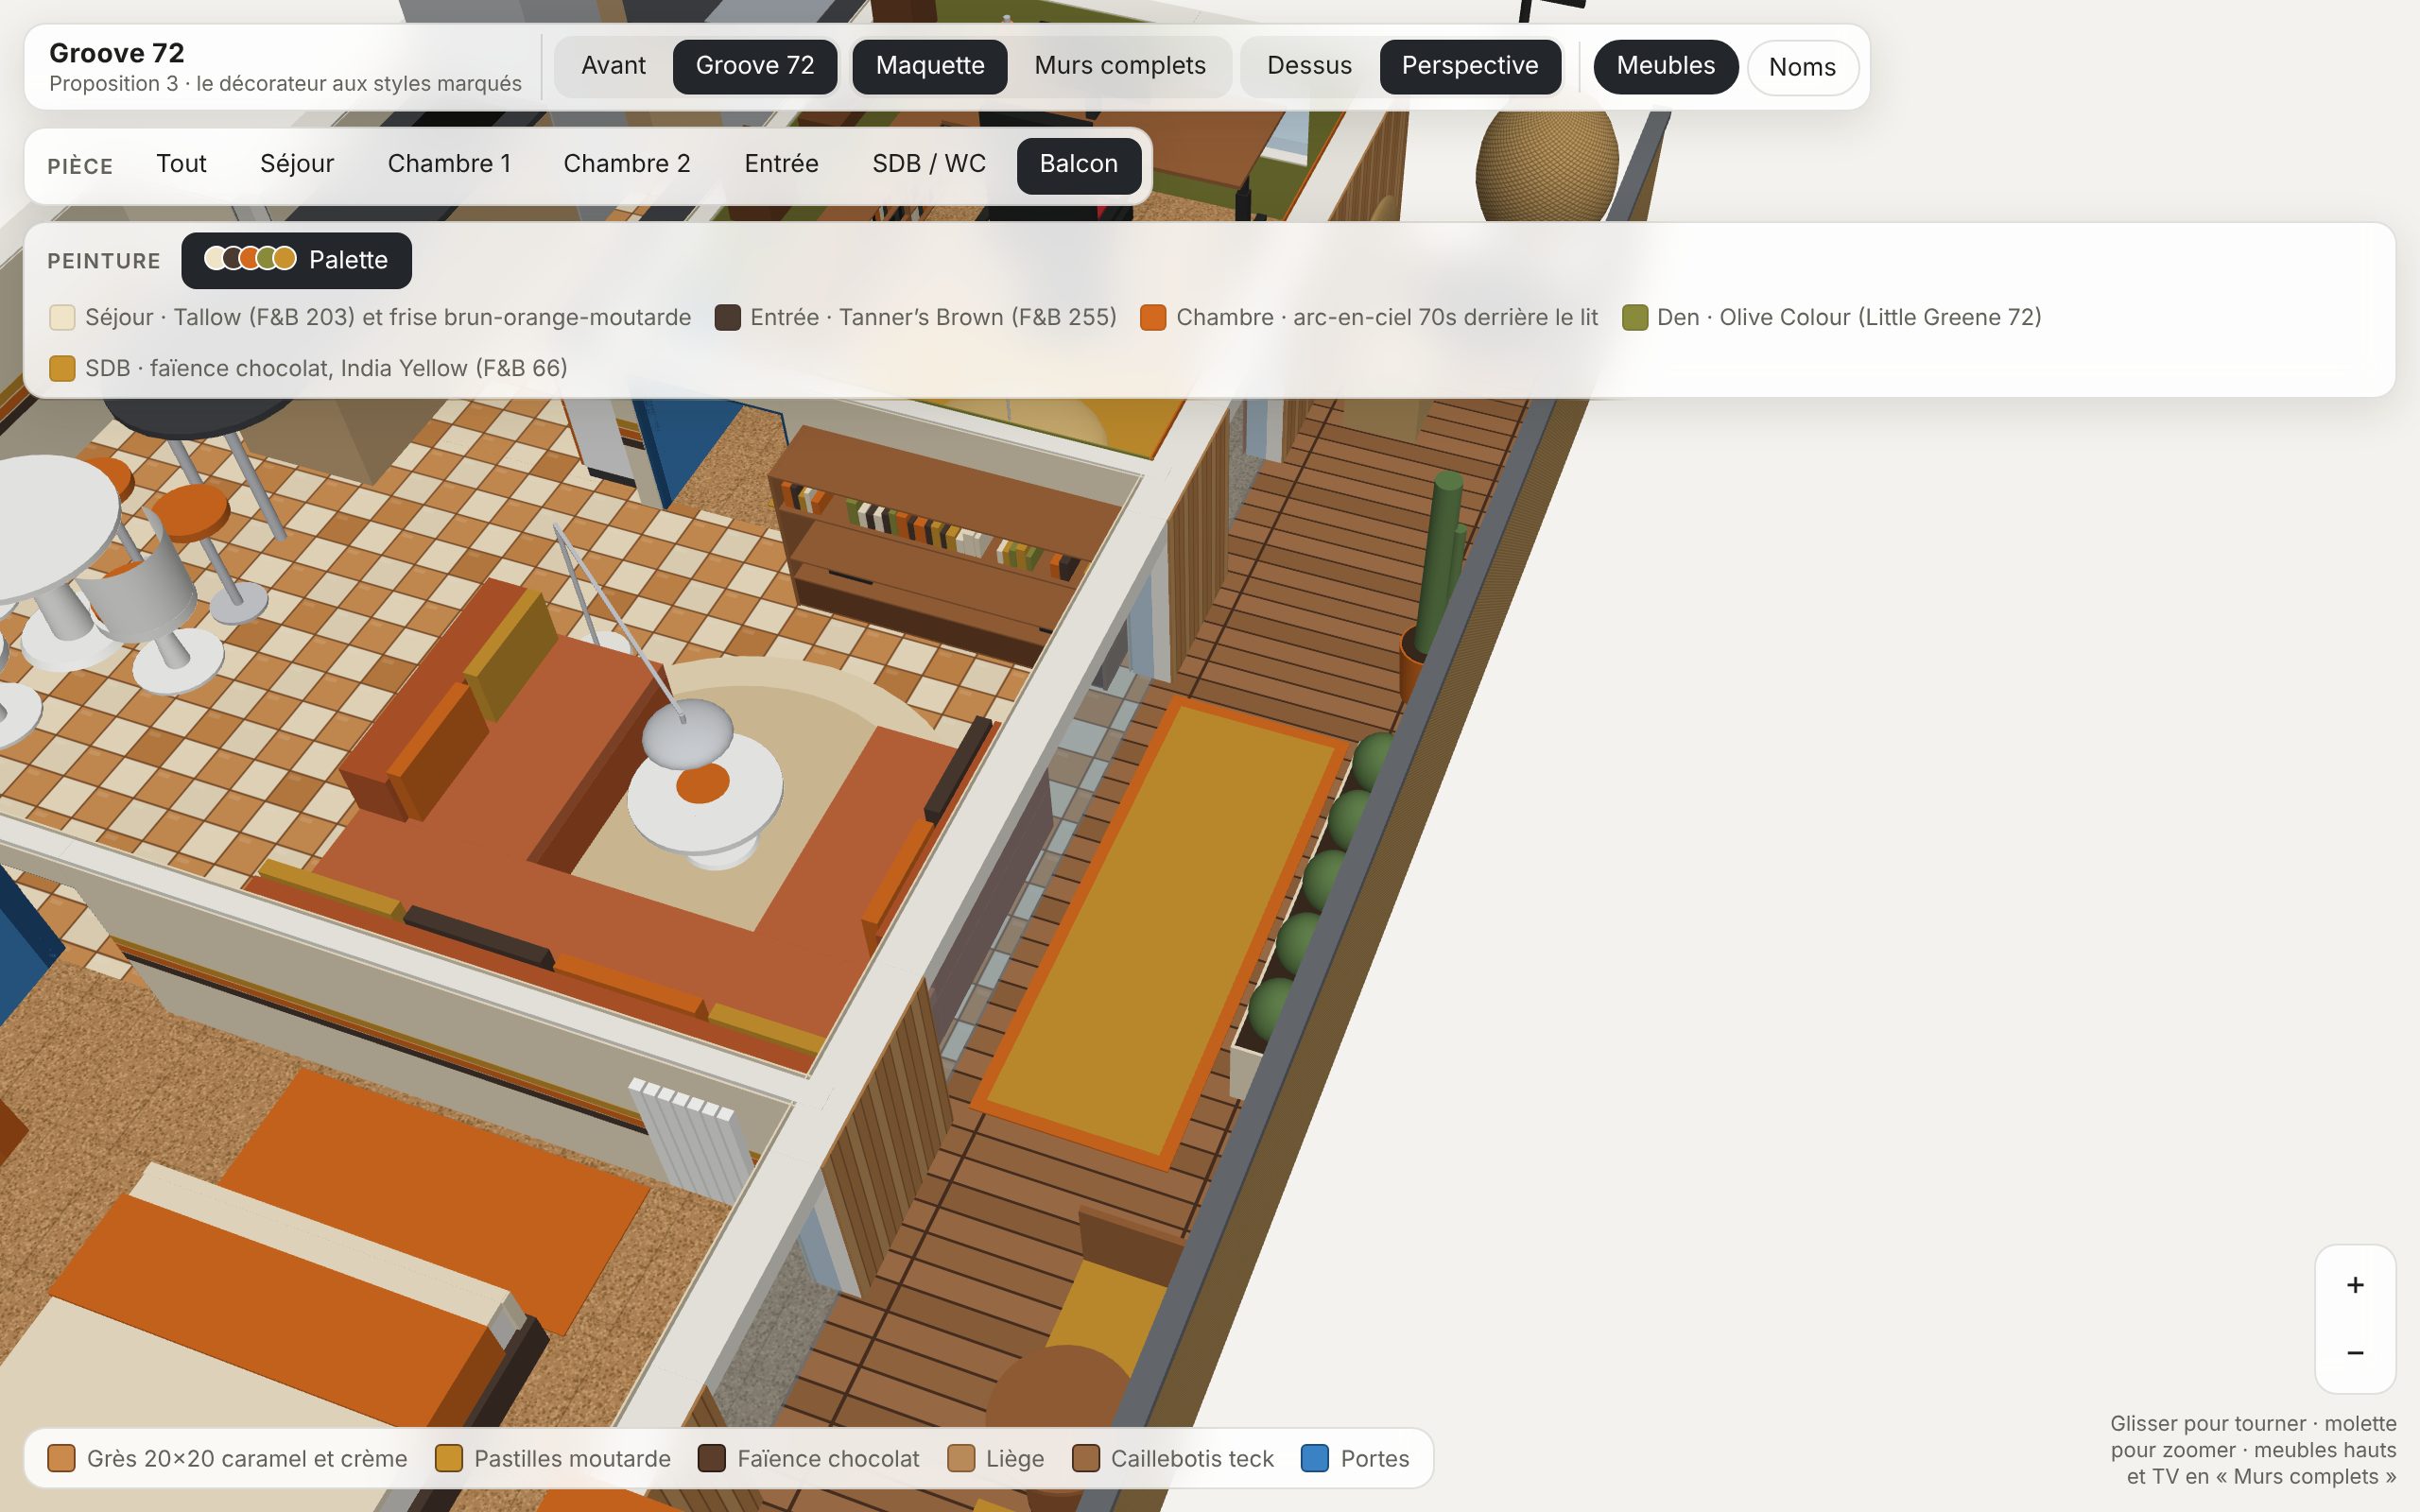 Groove 72
Proposition 3 · le décorateur aux styles marqués
Avant Groove 72 Maquette Murs complets Dessus Perspective Meubles Noms
PIÈCE Tout Séjour Chambre 1 Chambre 2 Entrée SDB / WC Balcon
PEINTURE Palette
Séjour · Tallow (F&B 203) et frise brun-orange-moutarde Entrée · Tanner’s Brown (F&B 255) Chambre · arc-en-ciel 70s derrière le lit Den · Olive Colour (Little Greene 72)
SDB · faïence chocolat, India Yellow (F&B 66)
+
−
Glisser pour tourner · molette
pour zoomer · meubles hauts
et TV en « Murs complets »
Grès 20×20 caramel et crème Pastilles moutarde Faïence chocolat Liège Caillebotis teck Portes